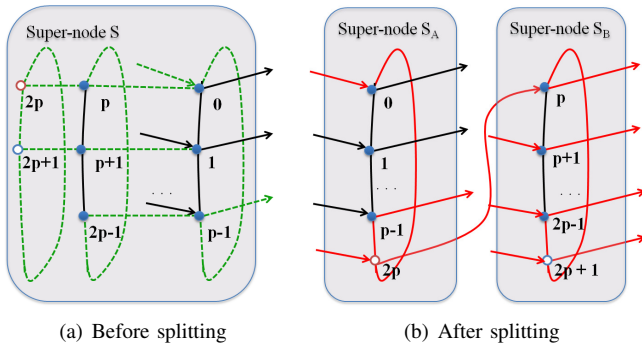 Super-node S
2p p 0
2p+1 p+1 1
. . .
2p-1 p-1
(a) Before splitting
Super-node S_A
0
1
. . .
p-1
2p
Super-node S_B
p
p+1
. . .
2p-1
2p + 1
(b) After splitting